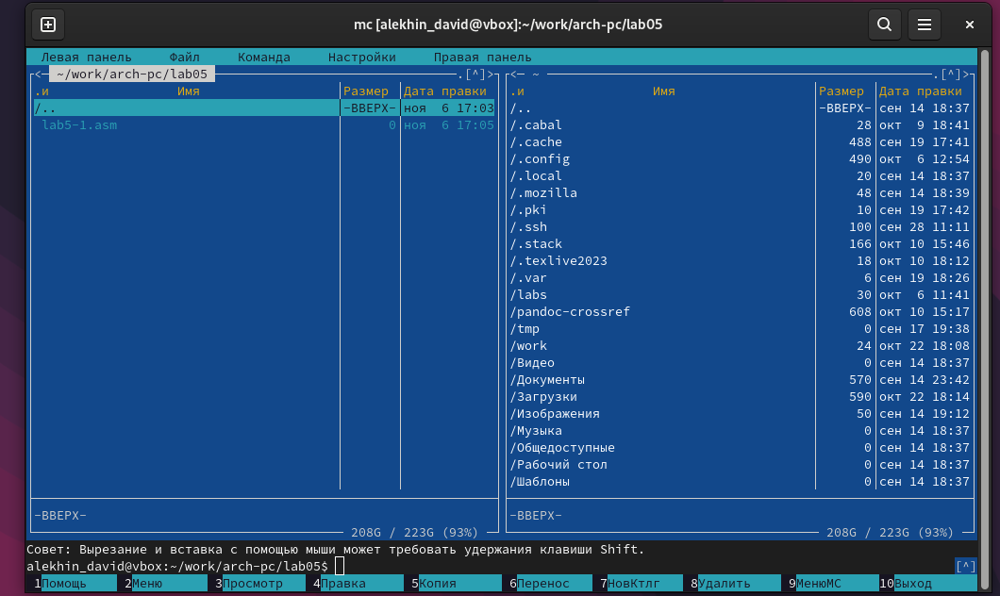 mc [alekhin_david@vbox]:~/work/arch-pc/lab05
Левая панель Файл Команда Настройки Правая панель
<— ~/work/arch-pc/lab05 .[^]> <— ~ .[^]>
.и Имя Размер Дата правки .и Имя Размер Дата правки
/.. -ВВЕРХ- ноя 6 17:03 /.. -ВВЕРХ- сен 14 18:37
lab5-1.asm 0 ноя 6 17:05 /.cabal 28 окт 9 18:41
/.cache 488 сен 19 17:41
/.config 490 окт 6 12:54
/.local 20 сен 14 18:37
/.mozilla 48 сен 14 18:39
/.pki 10 сен 19 17:42
/.ssh 100 сен 28 11:11
/.stack 166 окт 10 15:46
/.texlive2023 18 окт 10 18:12
/.var 6 сен 19 18:26
/labs 30 окт 6 11:41
/pandoc-crossref 608 окт 10 15:17
/tmp 0 сен 17 19:38
/work 24 окт 22 18:08
/Видео 0 сен 14 18:37
/Документы 570 сен 14 23:42
/Загрузки 590 окт 22 18:14
/Изображения 50 сен 14 19:12
/Музыка 0 сен 14 18:37
/Общедоступные 0 сен 14 18:37
/Рабочий стол 0 сен 14 18:37
/Шаблоны 0 сен 14 18:37
-ВВЕРХ- -ВВЕРХ-
208G / 223G (93%) 208G / 223G (93%)
Совет: Вырезание и вставка с помощью мыши может требовать удержания клавиши Shift.
alekhin_david@vbox:~/work/arch-pc/lab05$ [^]
1Помощь 2Меню 3Просмотр 4Правка 5Копия 6Перенос 7НовКтлг 8Удалить 9МенюMC 10Выход